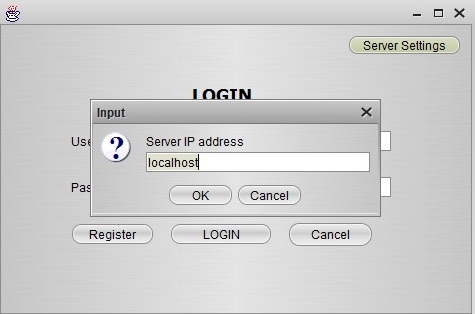 Server Settings
LOGIN
Input
Use
Server IP address
localhost
Pas
OK Cancel
Register LOGIN Cancel